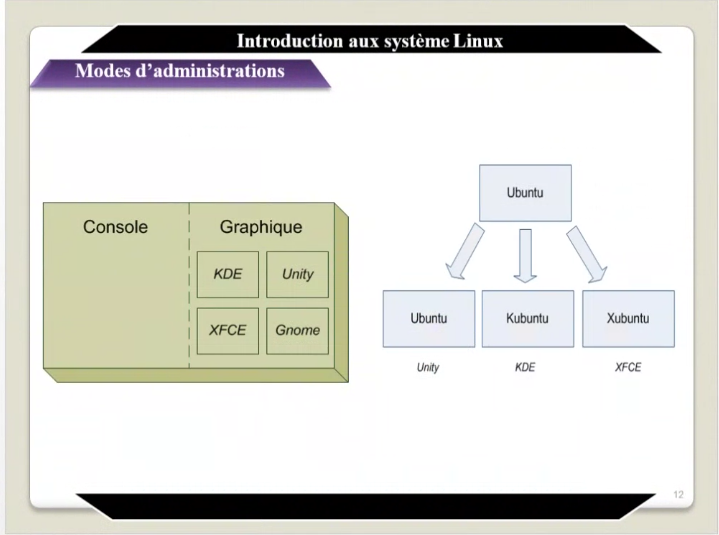 Introduction aux système Linux
Modes d'administrations
Console
Graphique
KDE
Unity
XFCE
Gnome
Ubuntu
Ubuntu
Kubuntu
Xubuntu
Unity
KDE
XFCE
12